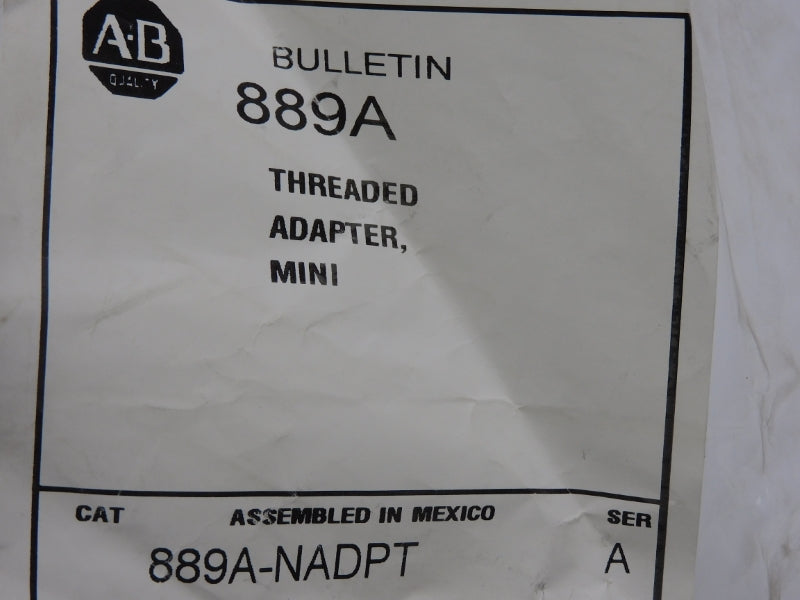 A·B
QUALITY
BULLETIN
889A
THREADED
ADAPTER,
MINI
CAT ASSEMBLED IN MEXICO SER
889A-NADPT A